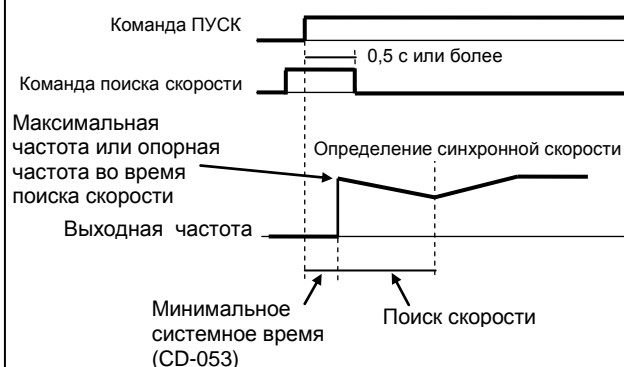 Команда ПУСК
0,5 с или более
Команда поиска скорости
Максимальная
частота или опорная
частота во время
поиска скорости
Определение синхронной скорости
Выходная частота
Минимальное
системное время
(CD-053)
Поиск скорости